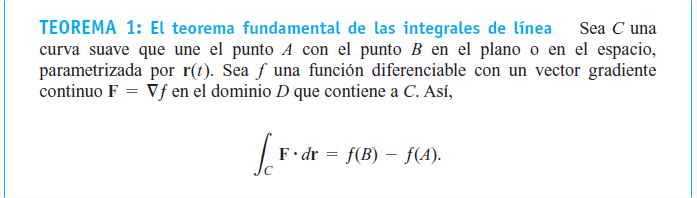 TEOREMA 1: El teorema fundamental de las integrales de línea Sea C una
curva suave que une el punto A con el punto B en el plano o en el espacio,
parametrizada por r(t). Sea f una función diferenciable con un vector gradiente
continuo F = ∇f en el dominio D que contiene a C. Así,
∫_C F · dr = f(B) − f(A).